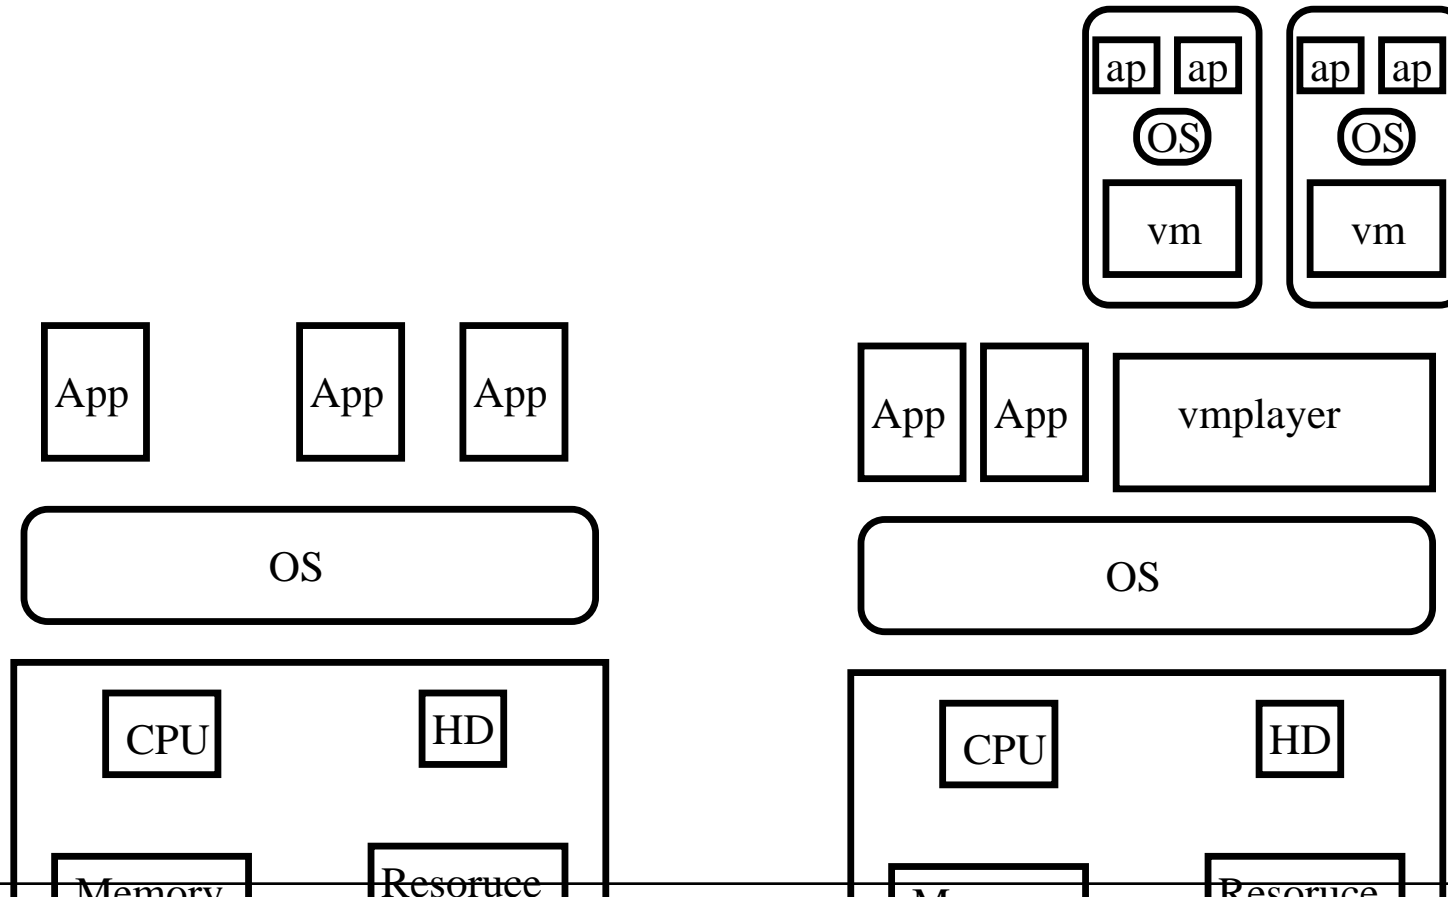 ap ap ap ap
OS OS
vm vm
App App App
App App vmplayer
OS
OS
CPU HD
CPU HD
Memory Resoruce
Resoruce